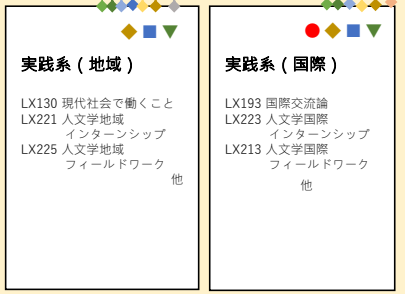 実践系(地域)
LX130 現代社会で働くこと
LX221 人文学地域
インターンシップ
LX225 人文学地域
フィールドワーク
他
実践系(国際)
LX193 国際交流論
LX223 人文学国際
インターンシップ
LX213 人文学国際
フィールドワーク
他